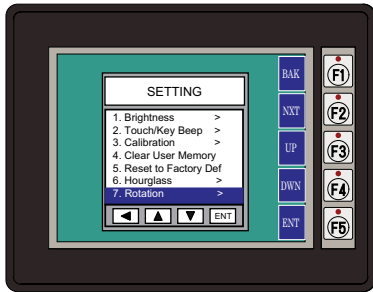 SETTING
1. Brightness >
2. Touch/Key Beep >
3. Calibration >
4. Clear User Memory
5. Reset to Factory Def
6. Hourglass >
7. Rotation >
ENT
BAK
NXT
UP
DWN
ENT
F1
F2
F3
F4
F5